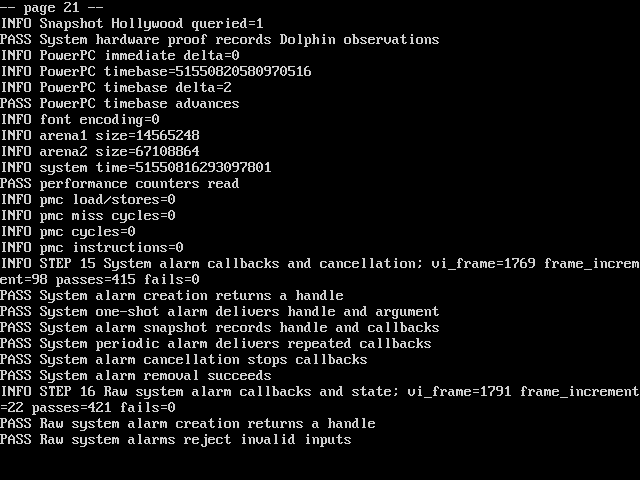 -- page 21 --
INFO Snapshot Hollywood queried=1
PASS System hardware proof records Dolphin observations
INFO PowerPC immediate delta=0
INFO PowerPC timebase=51550820580970516
INFO PowerPC timebase delta=2
PASS PowerPC timebase advances
INFO font encoding=0
INFO arena1 size=14565248
INFO arena2 size=67108864
INFO system time=51550816293097801
PASS performance counters read
INFO pmc load/stores=0
INFO pmc miss cycles=0
INFO pmc cycles=0
INFO pmc instructions=0
INFO STEP 15 System alarm callbacks and cancellation; vi_frame=1769 frame_increm
ent=98 passes=415 fails=0
PASS System alarm creation returns a handle
PASS System one-shot alarm delivers handle and argument
PASS System alarm snapshot records handle and callbacks
PASS System periodic alarm delivers repeated callbacks
PASS System alarm cancellation stops callbacks
PASS System alarm removal succeeds
INFO STEP 16 Raw system alarm callbacks and state; vi_frame=1791 frame_increment
=22 passes=421 fails=0
PASS Raw system alarm creation returns a handle
PASS Raw system alarms reject invalid inputs